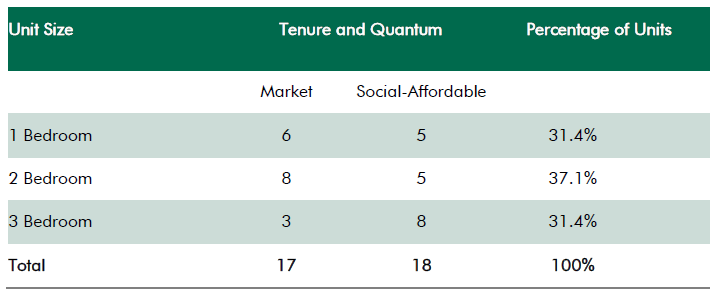 Unit Size Tenure and Quantum Percentage of Units
Market Social-Affordable
1 Bedroom 6 5 31.4%
2 Bedroom 8 5 37.1%
3 Bedroom 3 8 31.4%
Total 17 18 100%